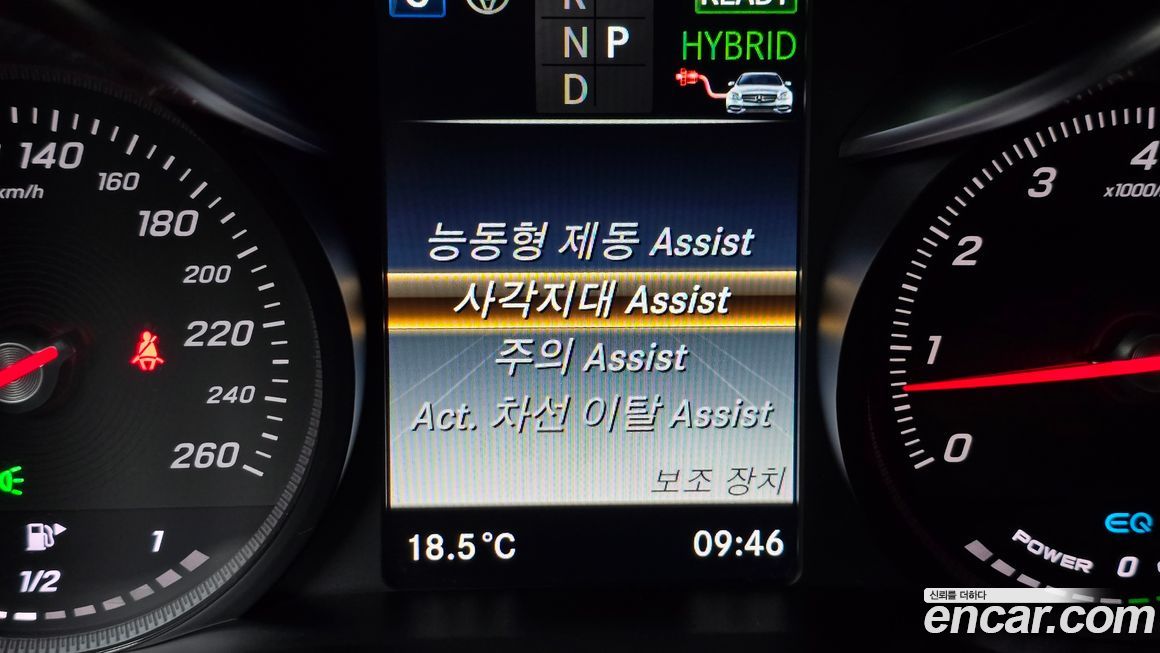 READY
R
N P
D
HYBRID
140
km/h
160
180
200
220
240
260
능동형 제동 Assist
사각지대 Assist
주의 Assist
Act. 차선 이탈 Assist
보조 장치
4
x1000/
3
2
1
0
1
1/2
18.5°C
09:46
EQ
POWER 0
신뢰를 더하다
encar.com